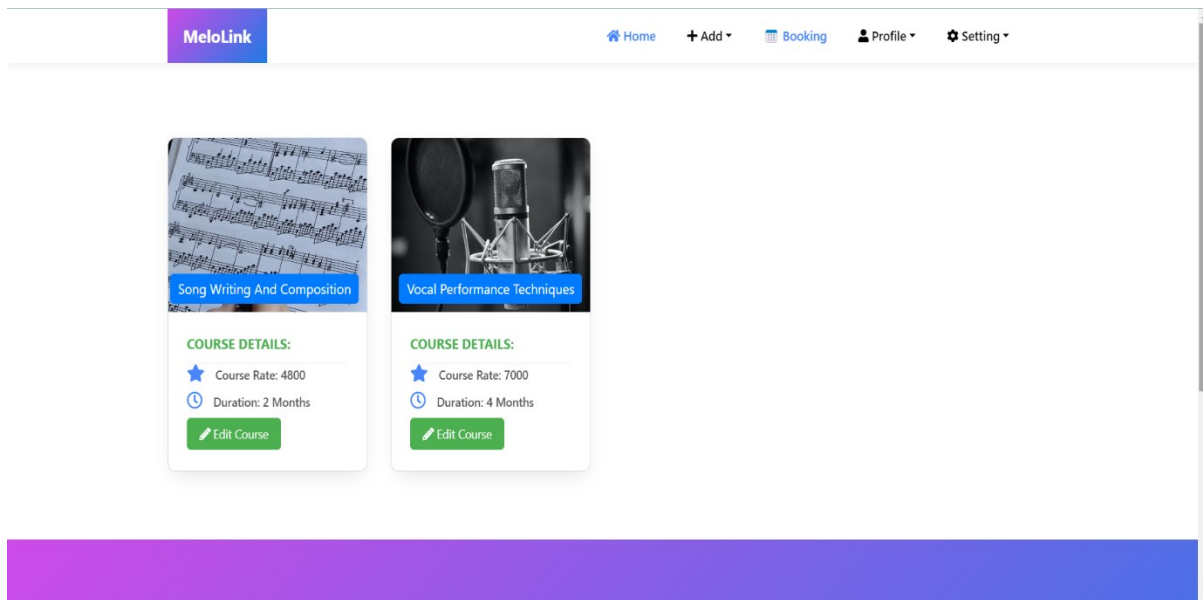 MeloLink
Home
Add
Booking
Profile
Setting
Song Writing And Composition
Vocal Performance Techniques
COURSE DETAILS:
Course Rate: 4800
Duration: 2 Months
Edit Course
COURSE DETAILS:
Course Rate: 7000
Duration: 4 Months
Edit Course